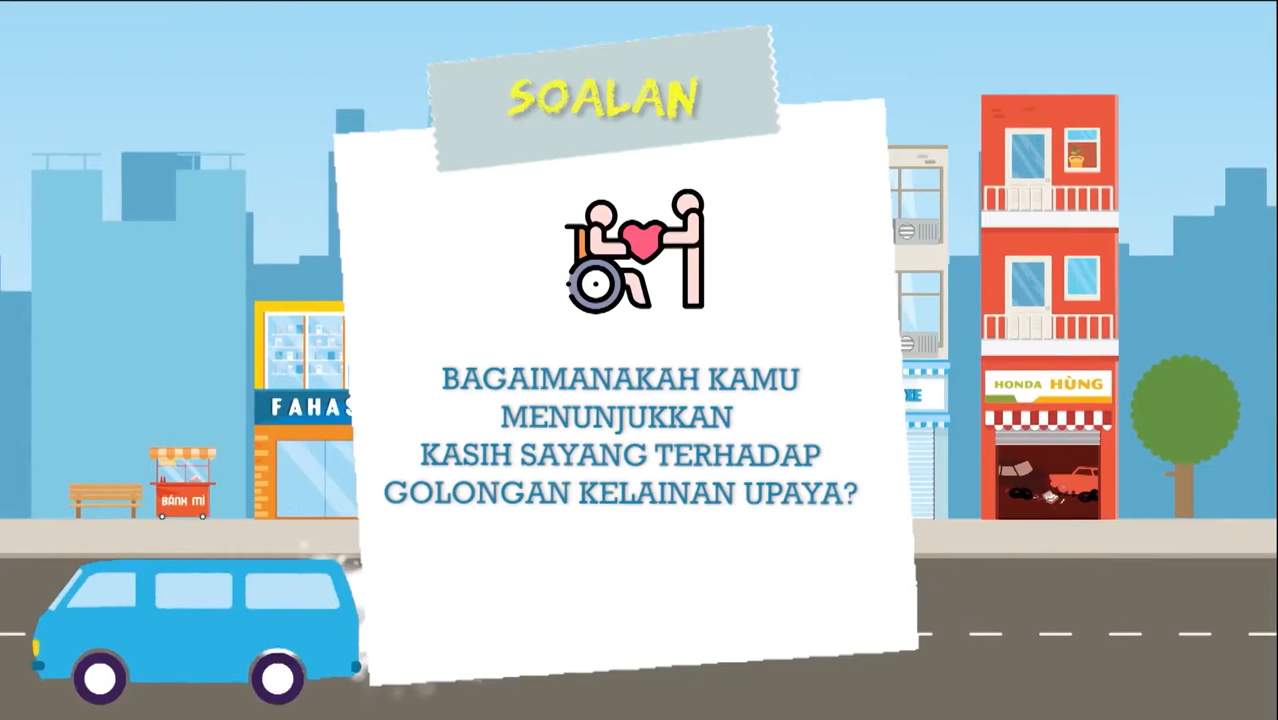 SOALAN
BAGAIMANAKAH KAMU
MENUNJUKKAN
KASIH SAYANG TERHADAP
GOLONGAN KELAINAN UPAYA?
FAHAS
BÁNH MÌ
HONDA HÙNG